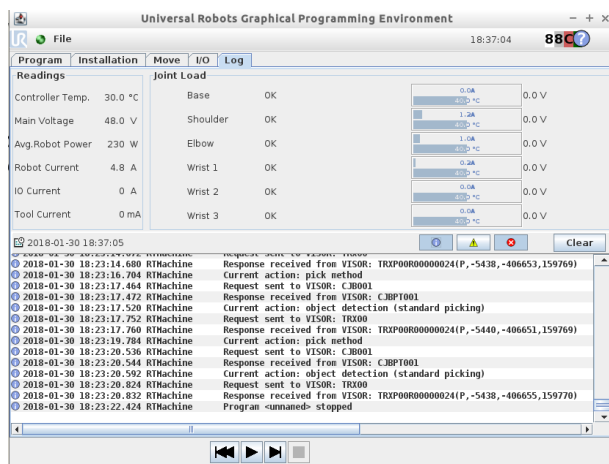 Universal Robots Graphical Programming Environment
File
18:37:04
88C?
Program Installation Move I/O Log
Readings
Joint Load
Controller Temp. 30.0 °C
Main Voltage 48.0 V
Avg.Robot Power 230 W
Robot Current 4.8 A
IO Current 0 A
Tool Current 0 mA
Base OK 0.0A 0.0 V
Shoulder OK 1.2A 0.0 V
Elbow OK 1.0A 0.0 V
Wrist 1 OK 0.2A 0.0 V
Wrist 2 OK 0.0A 0.0 V
Wrist 3 OK 0.0A 0.0 V
2018-01-30 18:37:05
Clear
2018-01-30 18:23:14.680 RTMachine Response received from VISOR: TRXP00R00000024(P,-5438,-406653,159769)
2018-01-30 18:23:16.704 RTMachine Current action: pick method
2018-01-30 18:23:17.464 RTMachine Request sent to VISOR: CJB001
2018-01-30 18:23:17.472 RTMachine Response received from VISOR: CJBPT001
2018-01-30 18:23:17.520 RTMachine Current action: object detection (standard picking)
2018-01-30 18:23:17.752 RTMachine Request sent to VISOR: TRX00
2018-01-30 18:23:17.760 RTMachine Response received from VISOR: TRXP00R00000024(P,-5440,-406651,159769)
2018-01-30 18:23:19.784 RTMachine Current action: pick method
2018-01-30 18:23:20.536 RTMachine Request sent to VISOR: CJB001
2018-01-30 18:23:20.544 RTMachine Response received from VISOR: CJBPT001
2018-01-30 18:23:20.592 RTMachine Current action: object detection (standard picking)
2018-01-30 18:23:20.824 RTMachine Request sent to VISOR: TRX00
2018-01-30 18:23:20.832 RTMachine Response received from VISOR: TRXP00R00000024(P,-5438,-406655,159770)
2018-01-30 18:23:22.424 RTMachine Program <unnamed> stopped